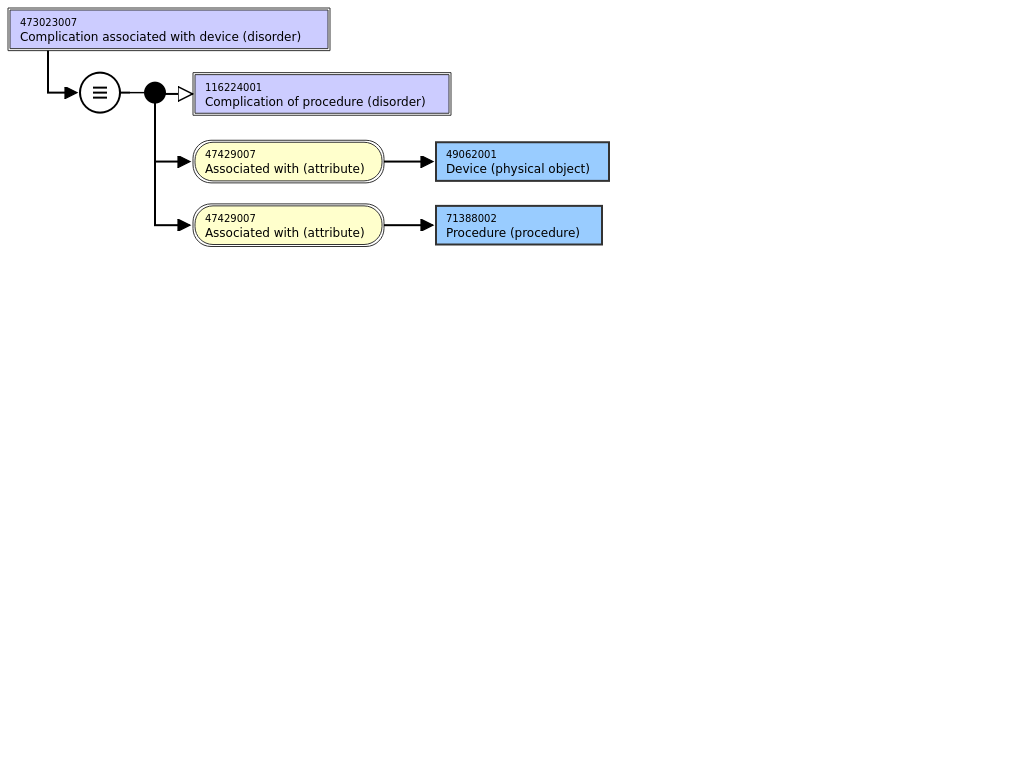 473023007
Complication associated with device (disorder)
116224001
Complication of procedure (disorder)
47429007
Associated with (attribute)
49062001
Device (physical object)
47429007
Associated with (attribute)
71388002
Procedure (procedure)